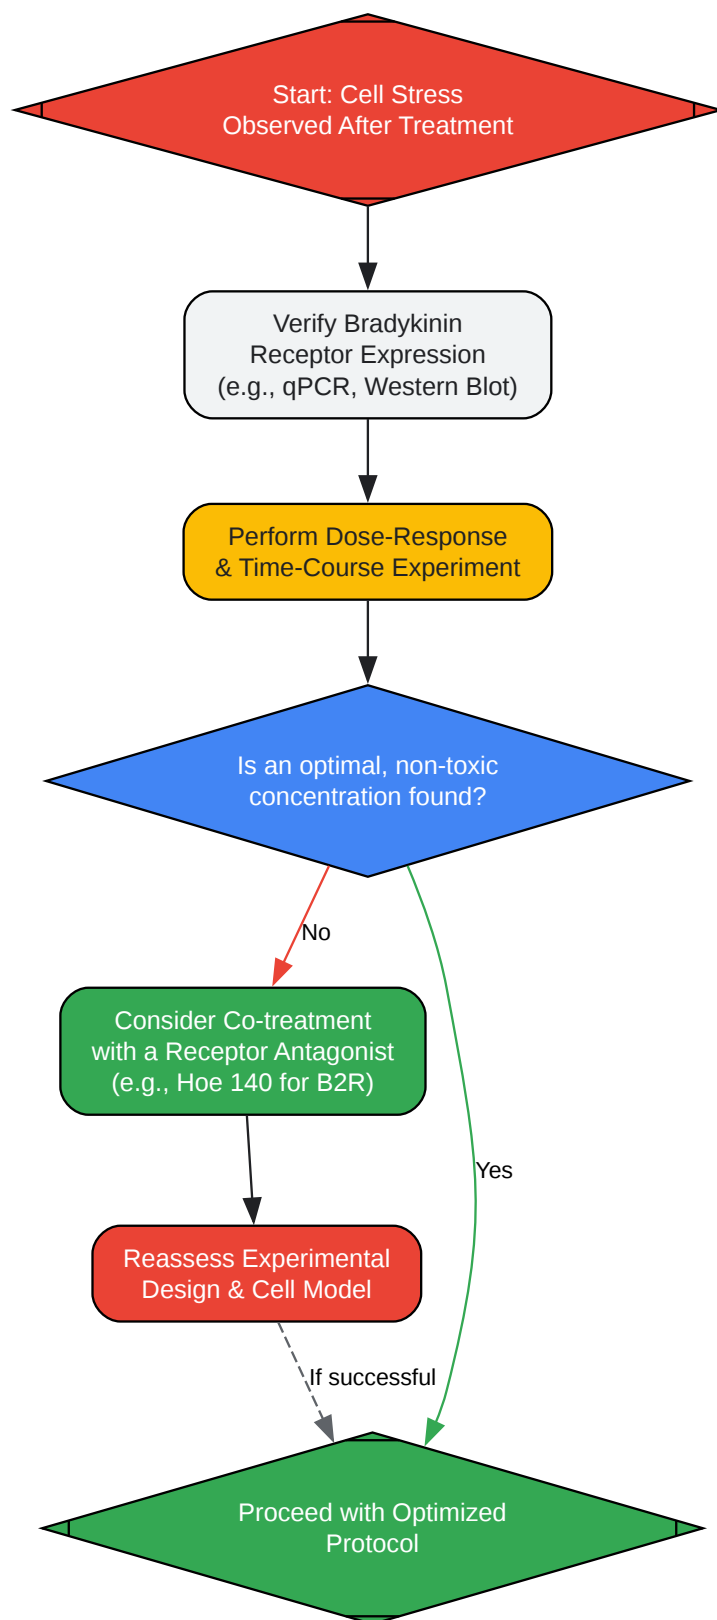 Start: Cell Stress
Observed After Treatment
Verify Bradykinin
Receptor Expression
(e.g., qPCR, Western Blot)
Perform Dose-Response
& Time-Course Experiment
Is an optimal, non-toxic
concentration found?
No
Consider Co-treatment
with a Receptor Antagonist
(e.g., Hoe 140 for B2R)
Yes
Reassess Experimental
Design & Cell Model
If successful
Proceed with Optimized
Protocol